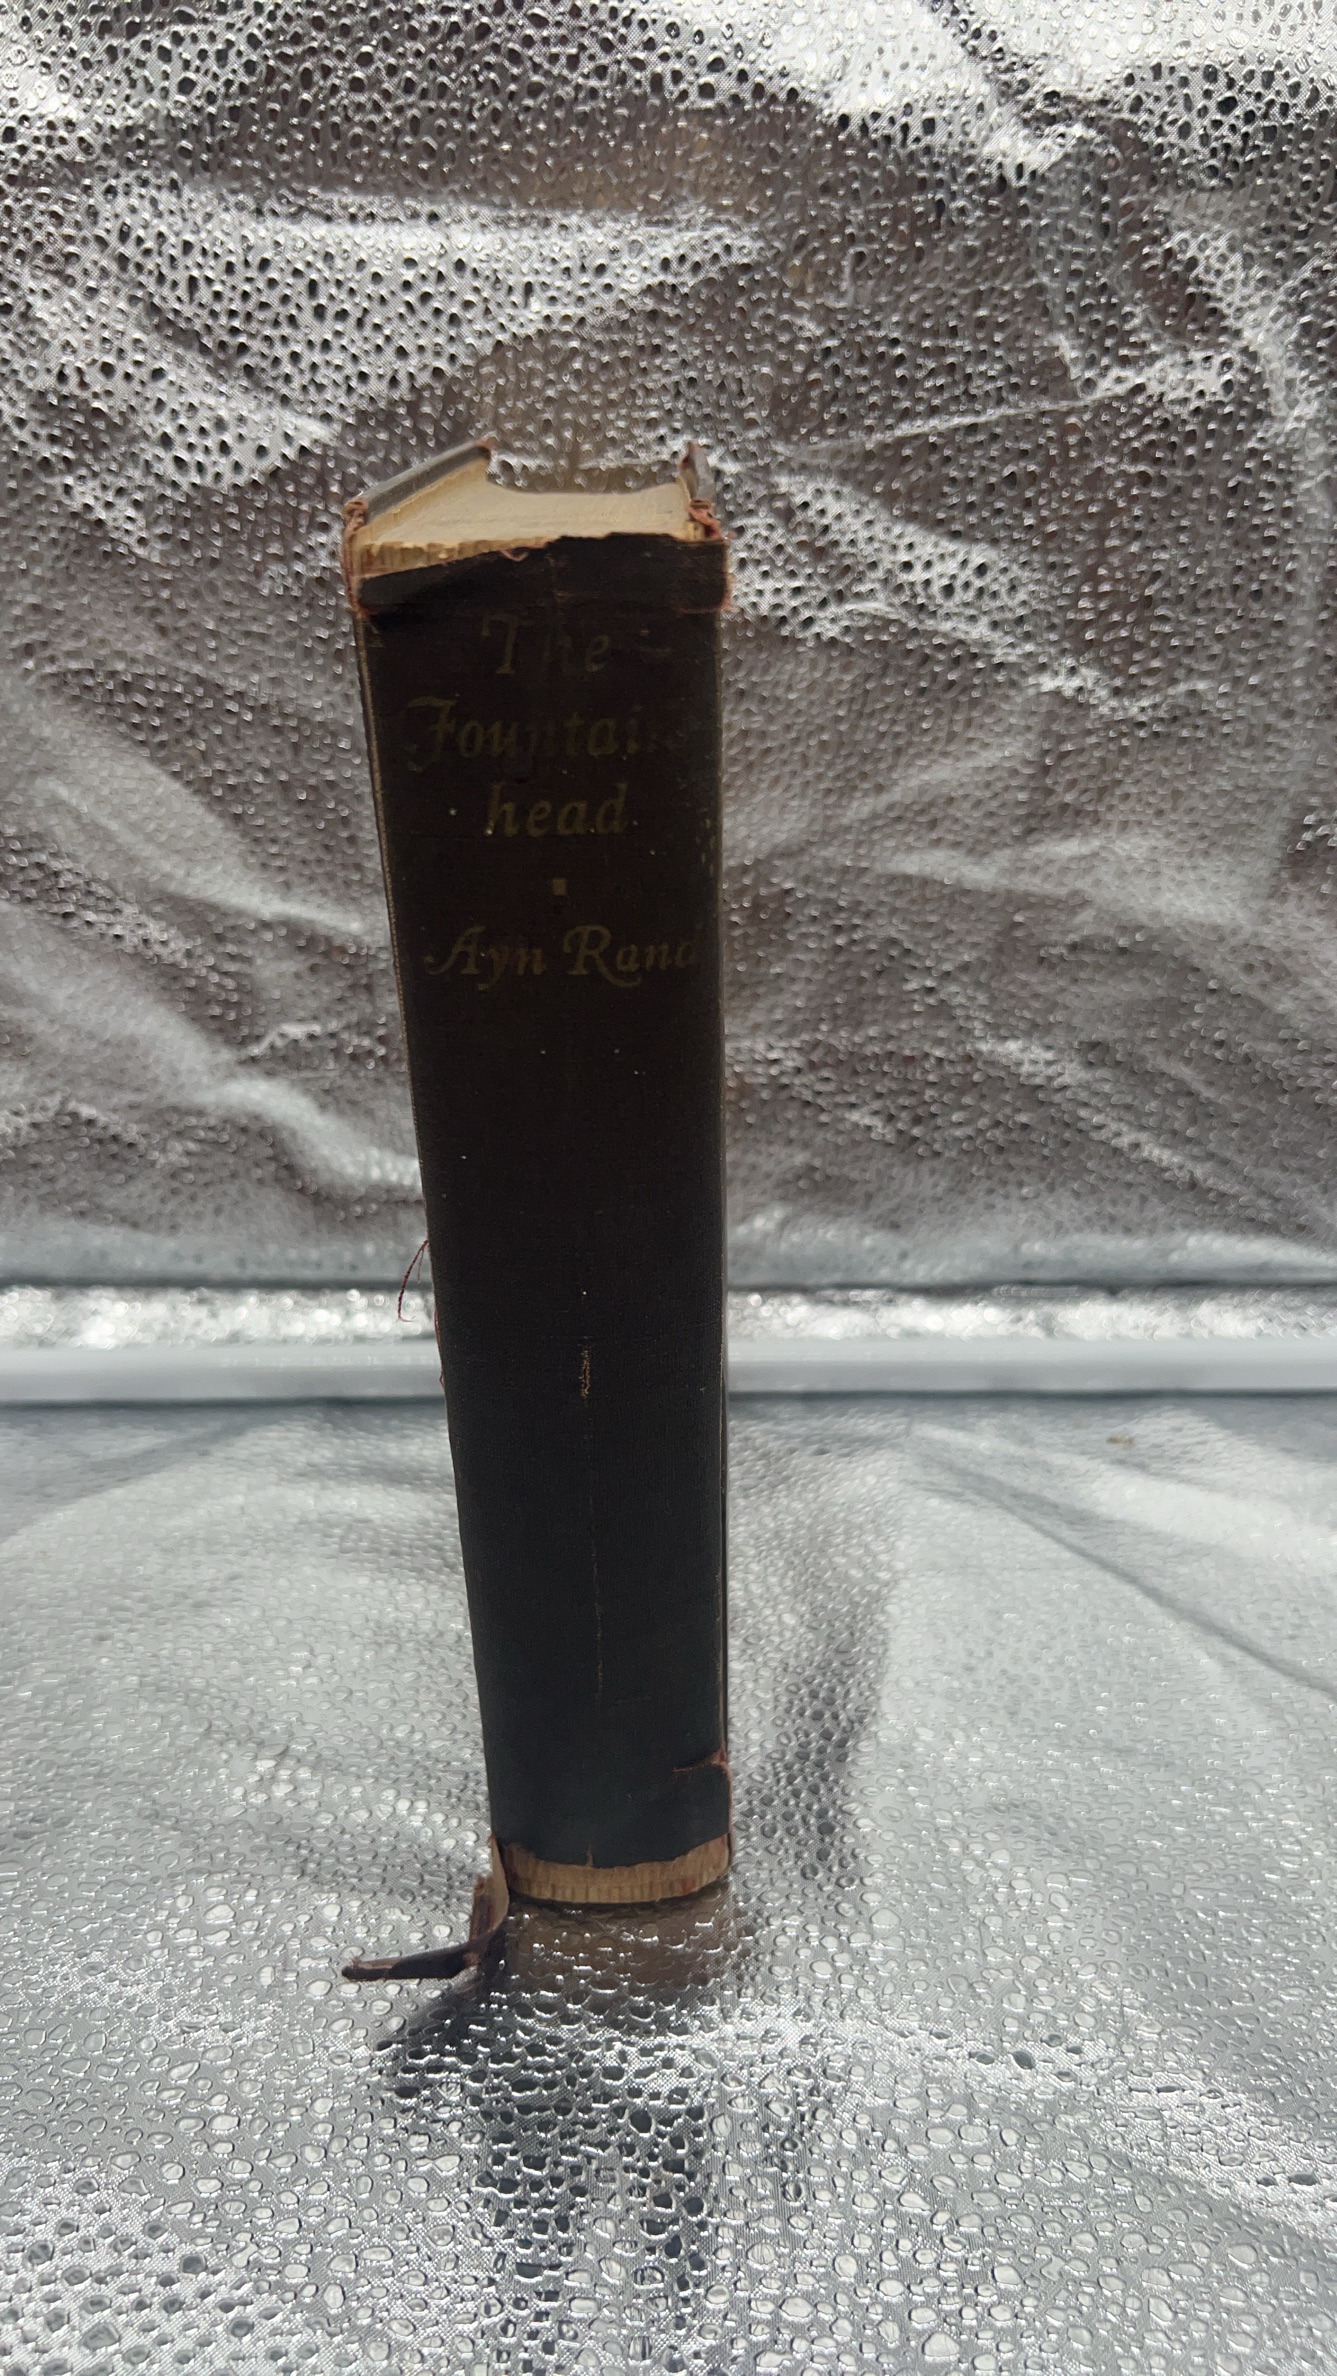 The
Fountain
head
Ayn Rand